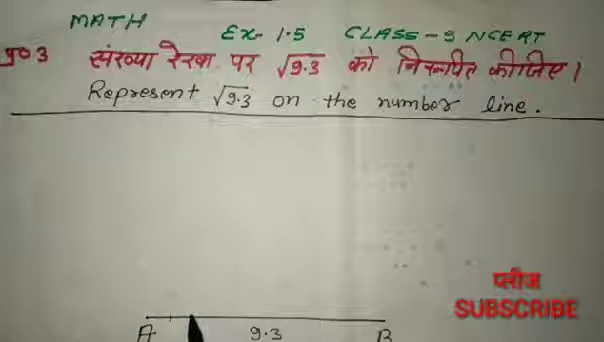 MATH EX- 1.5 CLASS - 9 NCERT
प्र० 3 संख्या रेखा पर √9.3 को निरूपित कीजिए।
Represent √9.3 on the number line.
प्लीज
SUBSCRIBE
A 9.3 B